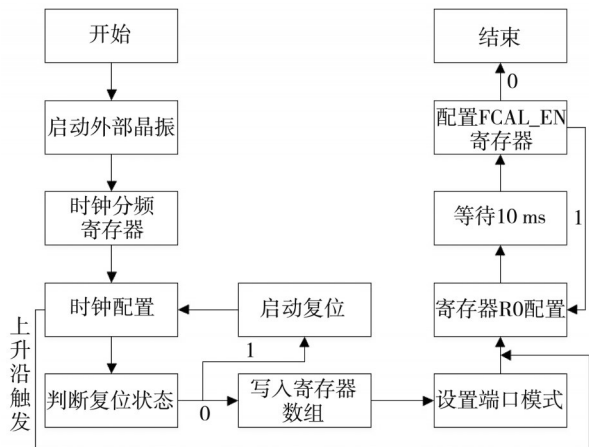 开始
启动外部晶振
时钟分频
寄存器
时钟配置
上升沿触发
判断复位状态
0
1
启动复位
写入寄存器
数组
设置端口模式
寄存器R0配置
等待10 ms
配置FCAL_EN
寄存器
1
0
结束